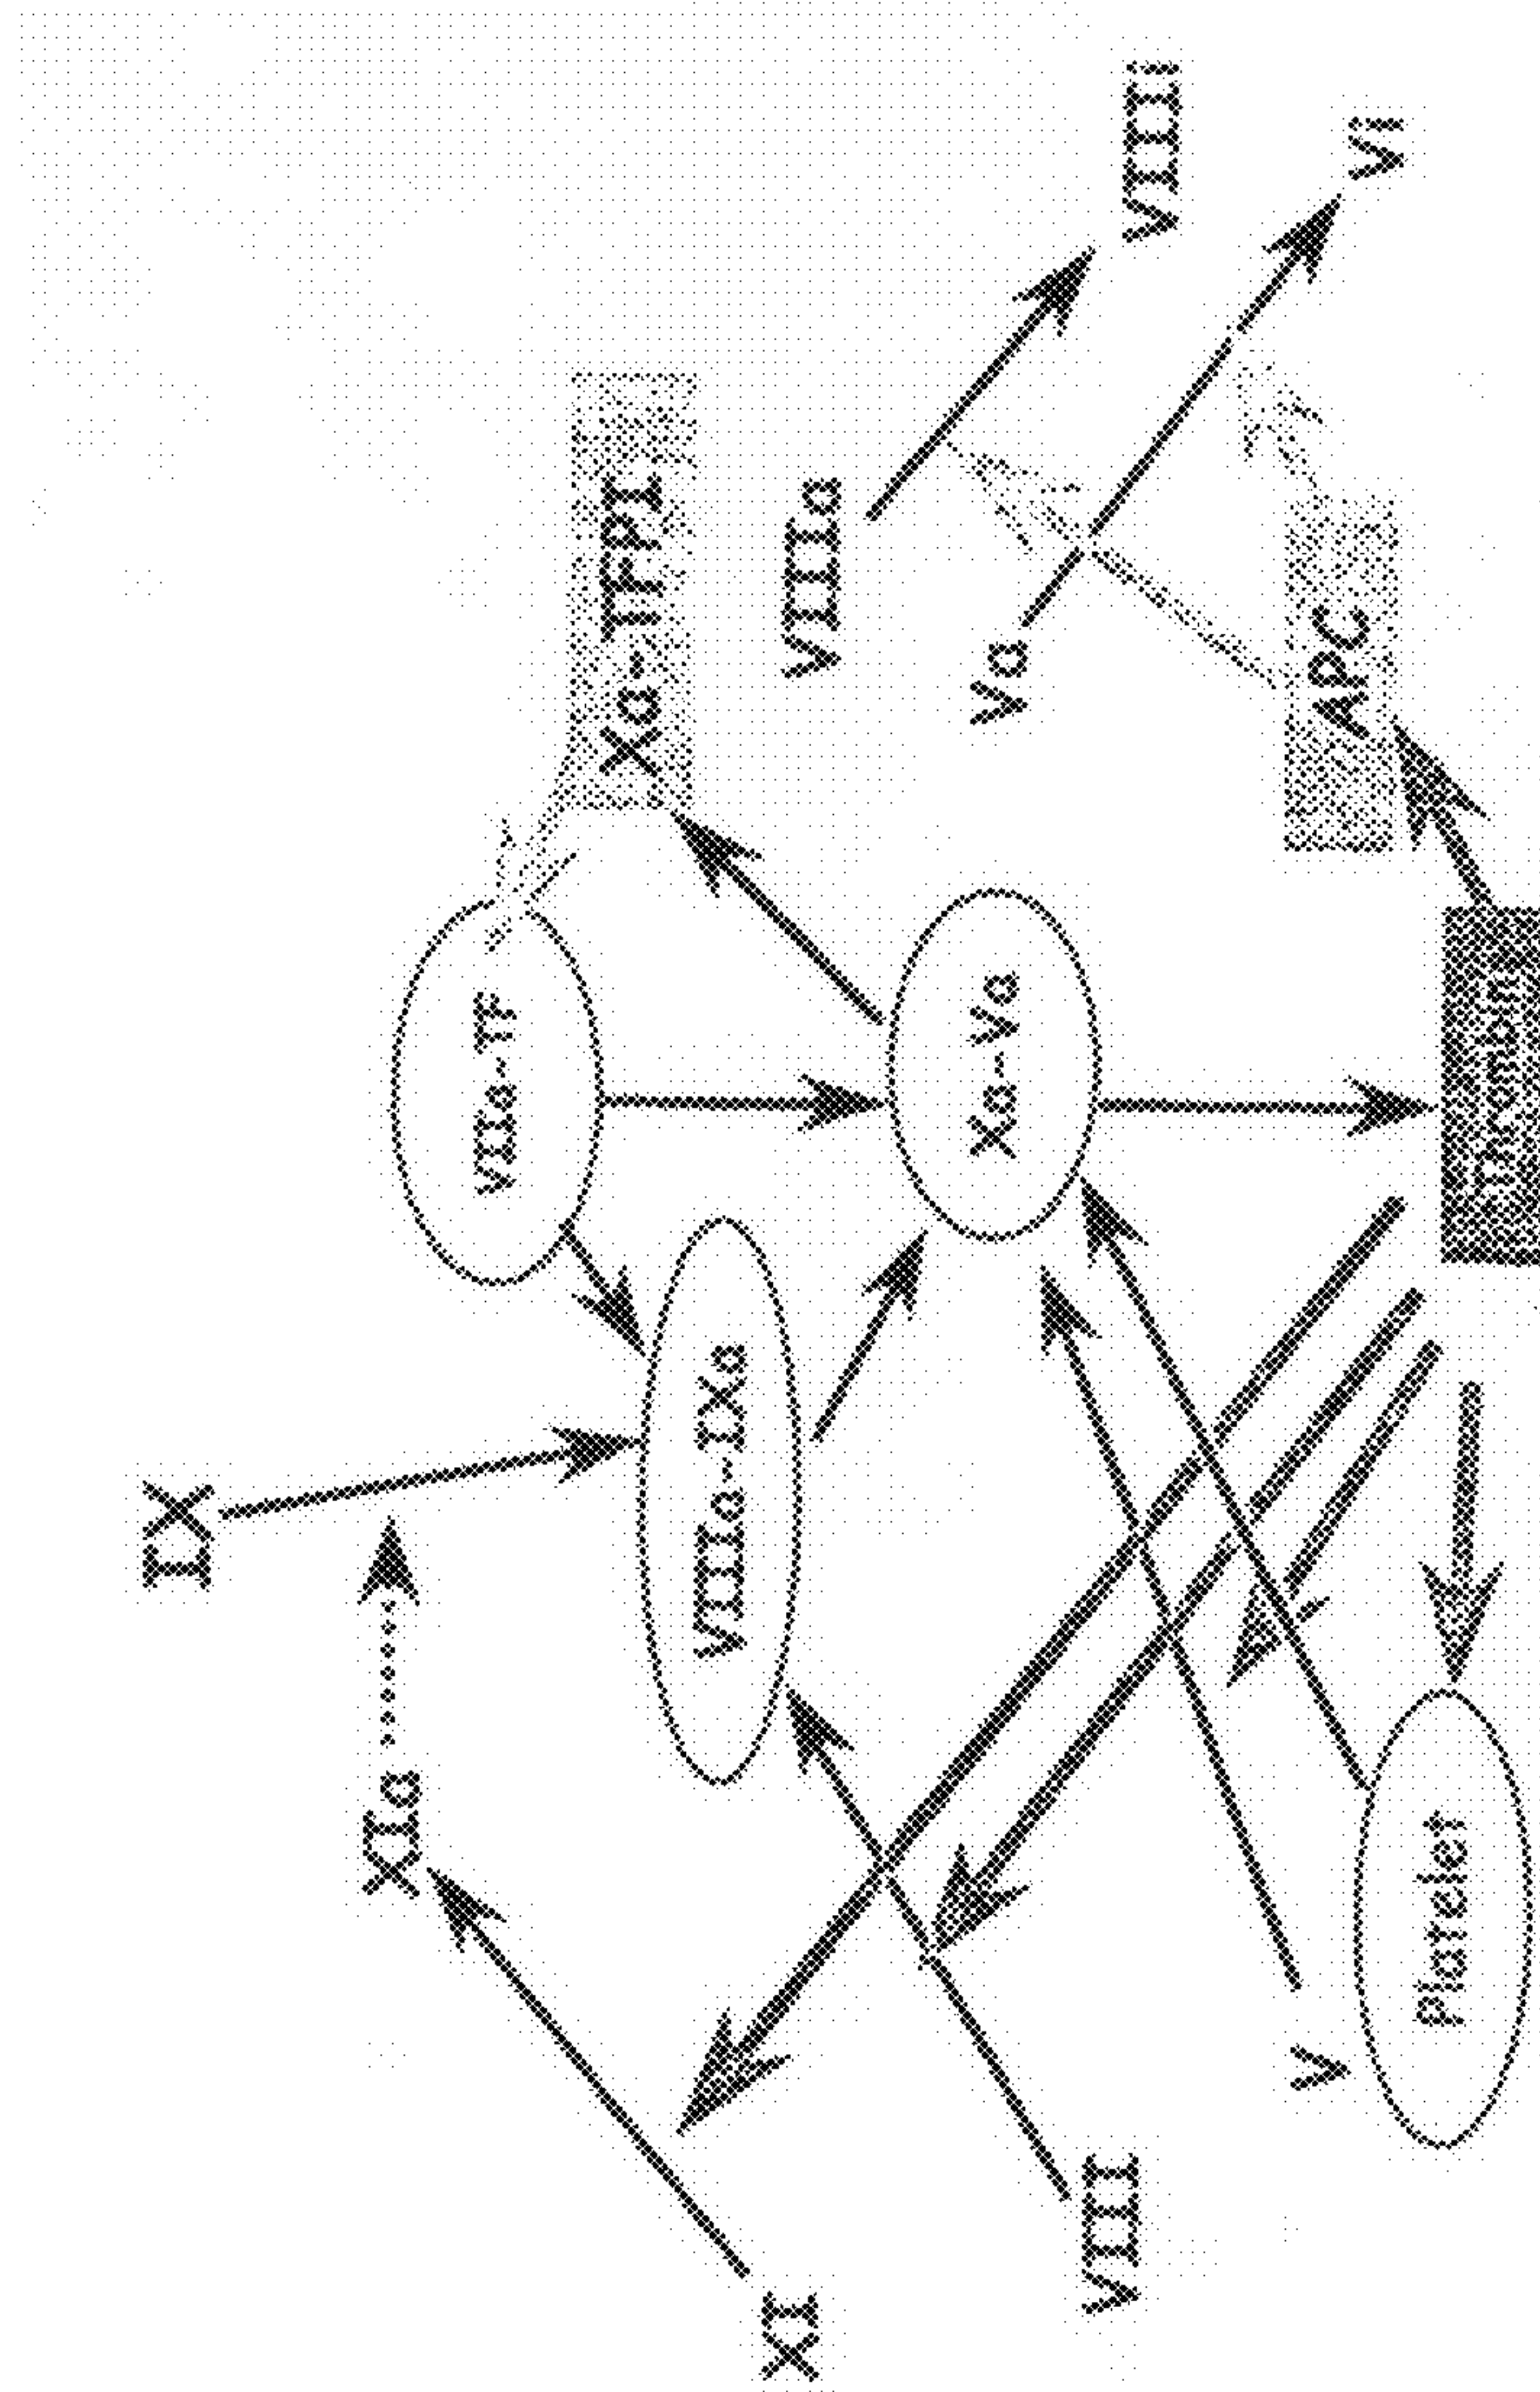 IX
XIa
VIIa-TF
XI
VIIIa-IXa
Xa-TFPI
VIIIa
Xa-Va
Va
VIII
VIIIi
V
APC
Vi
Platelet
Thrombin